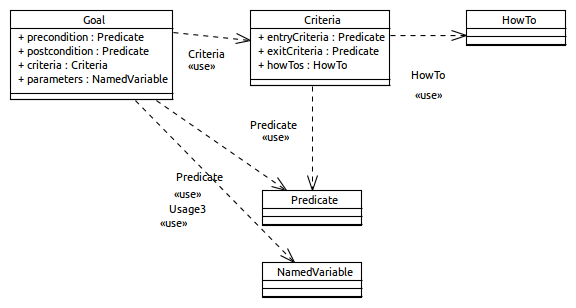 Goal
+ precondition : Predicate
+ postcondition : Predicate
+ criteria : Criteria
+ parameters : NamedVariable
Criteria
«use»
Criteria
+ entryCriteria : Predicate
+ exitCriteria : Predicate
+ howTos : HowTo
HowTo
HowTo
«use»
Predicate
«use»
Predicate
«use»
Usage3
«use»
Predicate
NamedVariable